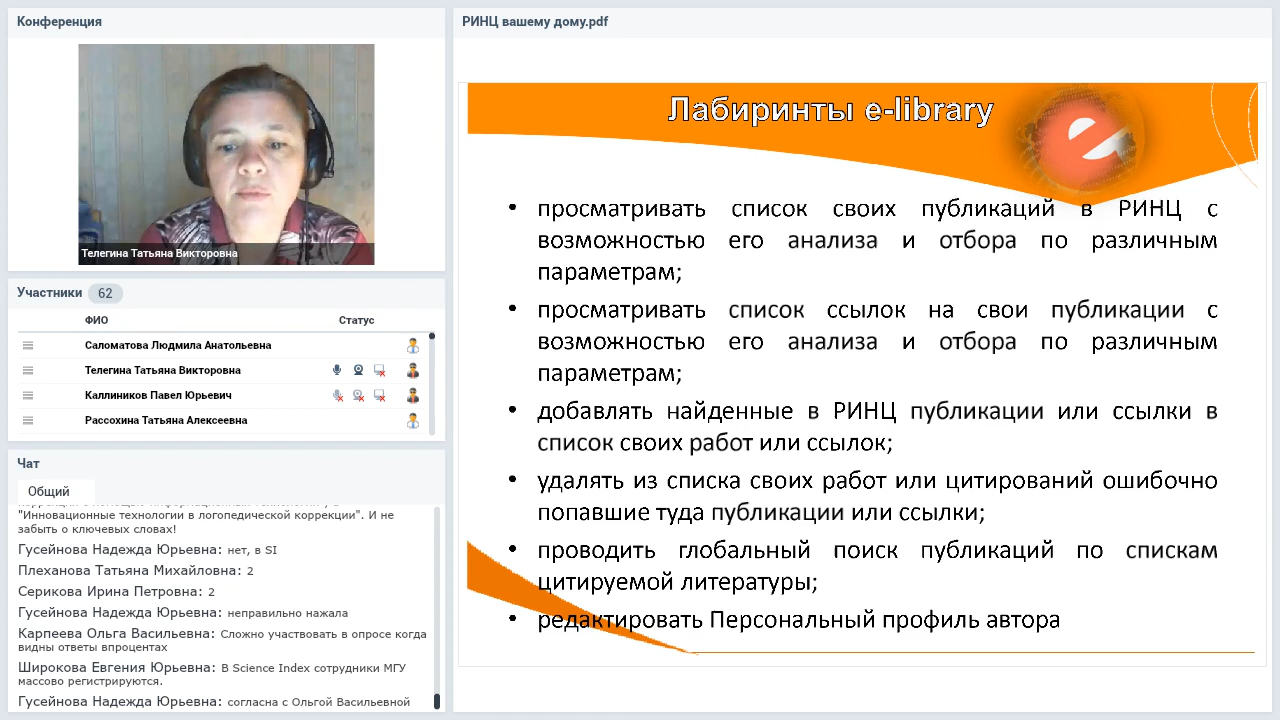 Конференция
Телегина Татьяна Викторовна
Участники 62
ФИО Статус
Саломатова Людмила Анатольевна
Телегина Татьяна Викторовна
Каллиников Павел Юрьевич
Рассохина Татьяна Алексеевна
Чат
Общий
"Инновационные технологии в логопедической коррекции". И не
забыть о ключевых словах!
Гусейнова Надежда Юрьевна: нет, в SI
Плеханова Татьяна Михайловна: 2
Серикова Ирина Петровна: 2
Гусейнова Надежда Юрьевна: неправильно нажала
Карпеева Ольга Васильевна: Сложно участвовать в опросе когда
видны ответы впроцентах
Широкова Евгения Юрьевна: В Science Index сотрудники МГУ
массово регистрируются.
Гусейнова Надежда Юрьевна: согласна с Ольгой Васильевной
РИНЦ вашему дому.pdf
Лабиринты e-library
• просматривать список своих публикаций в РИНЦ с
возможностью его анализа и отбора по различным
параметрам;
• просматривать список ссылок на свои публикации с
возможностью его анализа и отбора по различным
параметрам;
• добавлять найденные в РИНЦ публикации или ссылки в
список своих работ или ссылок;
• удалять из списка своих работ или цитирований ошибочно
попавшие туда публикации или ссылки;
• проводить глобальный поиск публикаций по спискам
цитируемой литературы;
• редактировать Персональный профиль автора